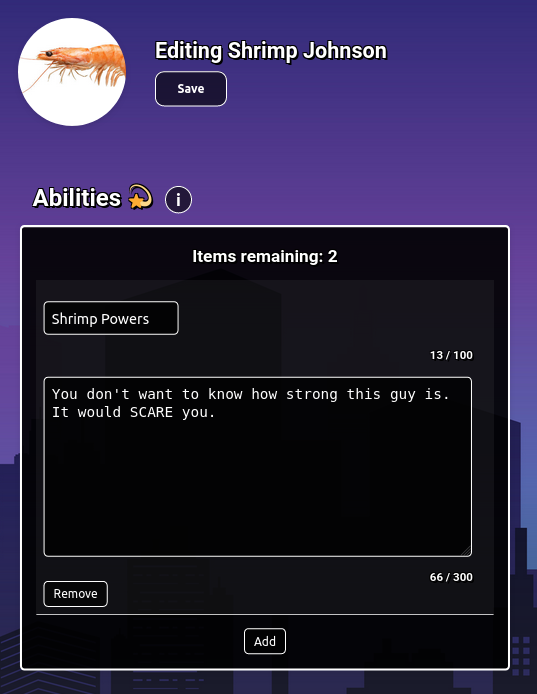 Editing Shrimp Johnson
Save
Abilities 💫
i
Items remaining: 2
Shrimp Powers
13 / 100
You don't want to know how strong this guy is.
It would SCARE you.
66 / 300
Remove
Add